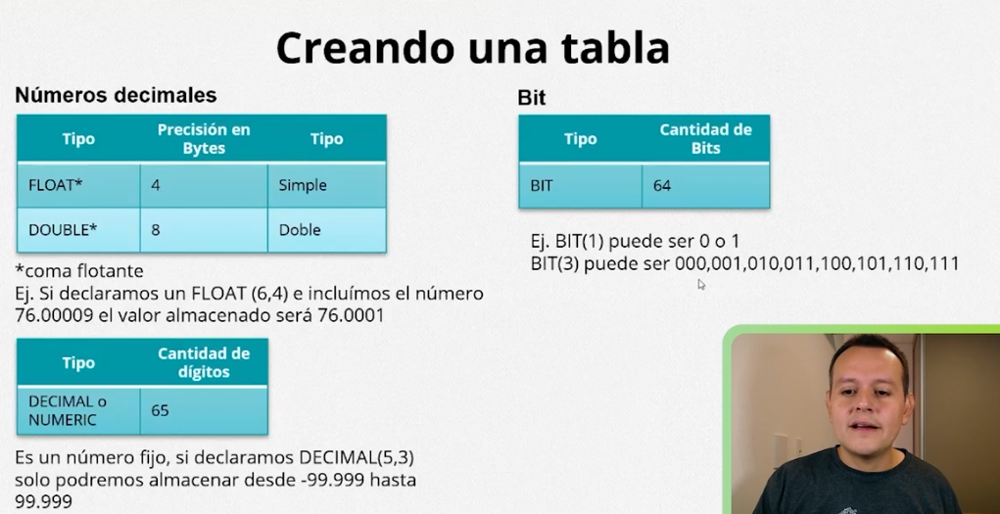 Creando una tabla
Números decimales
Tipo Precisión en Bytes Tipo
FLOAT* 4 Simple
DOUBLE* 8 Doble
*coma flotante
Ej. Si declaramos un FLOAT (6,4) e incluímos el número
76.00009 el valor almacenado será 76.0001
Tipo Cantidad de dígitos
DECIMAL o NUMERIC 65
Es un número fijo, si declaramos DECIMAL(5,3)
solo podremos almacenar desde -99.999 hasta
99.999
Bit
Tipo Cantidad de Bits
BIT 64
Ej. BIT(1) puede ser 0 o 1
BIT(3) puede ser 000,001,010,011,100,101,110,111